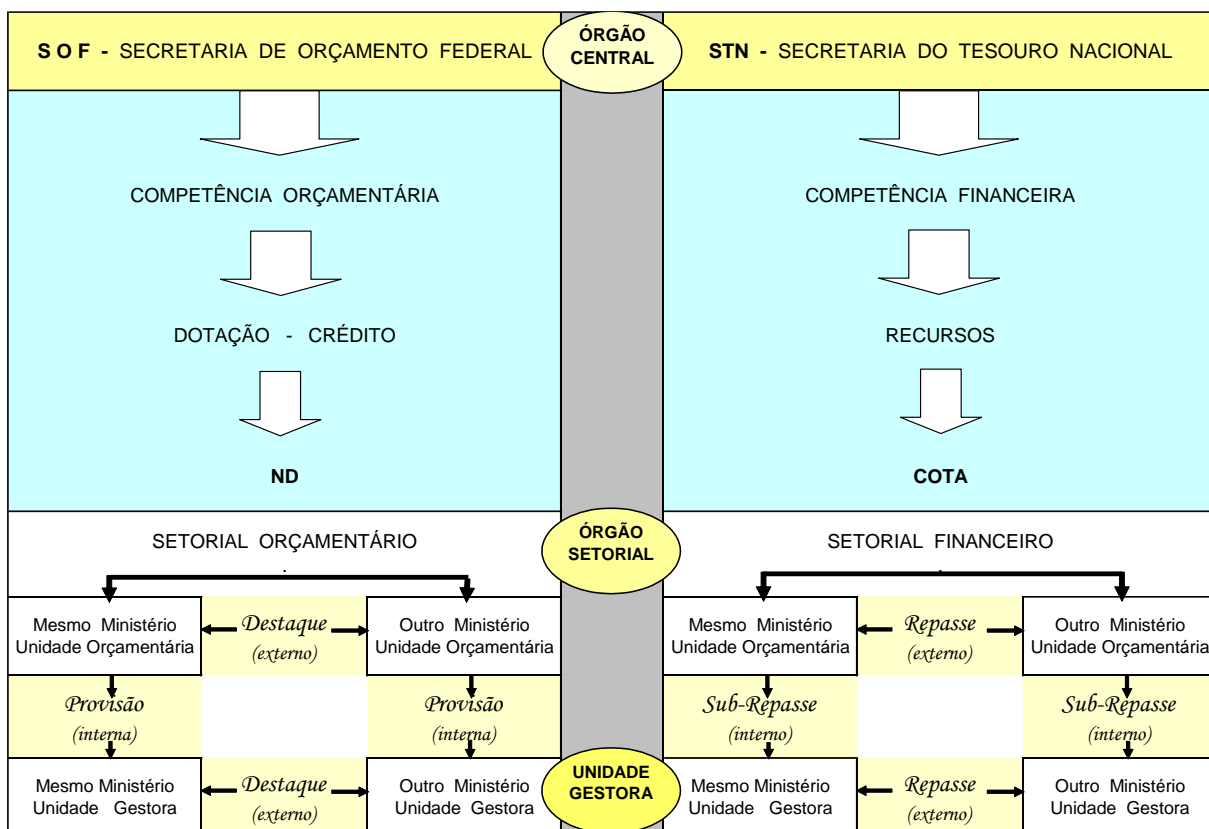 S O F - SECRETARIA DE ORÇAMENTO FEDERAL
ÓRGÃO
CENTRAL
STN - SECRETARIA DO TESOURO NACIONAL
COMPETÊNCIA ORÇAMENTÁRIA
COMPETÊNCIA FINANCEIRA
DOTAÇÃO - CRÉDITO
RECURSOS
ND
COTA
SETORIAL ORÇAMENTÁRIO
ÓRGÃO
SETORIAL
SETORIAL FINANCEIRO
Mesmo Ministério
Unidade Orçamentária
Destaque
(externo)
Outro Ministério
Unidade Orçamentária
Mesmo Ministério
Unidade Orçamentária
Repasse
(externo)
Outro Ministério
Unidade Orçamentária
Provisão
(interna)
Provisão
(interna)
Sub-Repasse
(interno)
Sub-Repasse
(interno)
Mesmo Ministério
Unidade Gestora
Destaque
(externo)
Outro Ministério
Unidade Gestora
UNIDADE
GESTORA
Mesmo Ministério
Unidade Gestora
Repasse
(externo)
Outro Ministério
Unidade Gestora